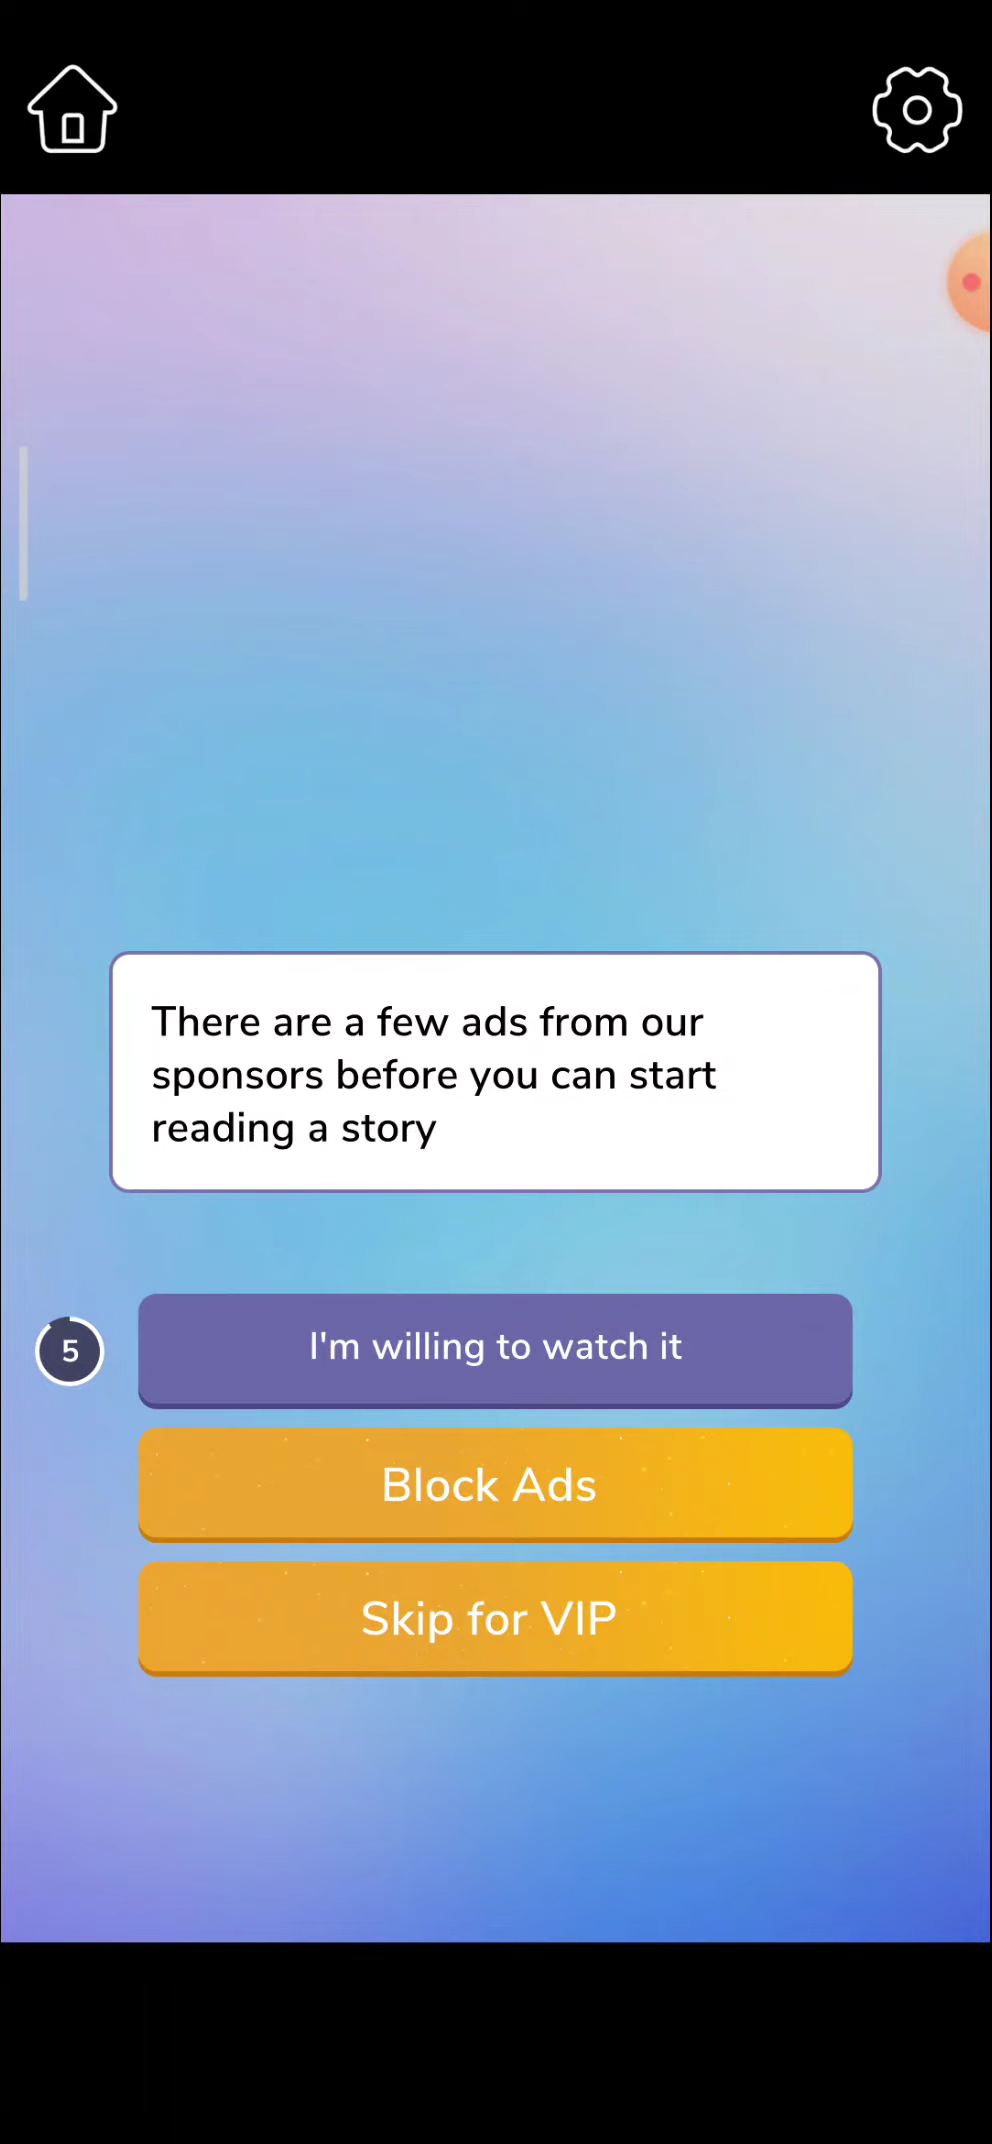 There are a few ads from our
sponsors before you can start
reading a story
5
I'm willing to watch it
Block Ads
Skip for VIP